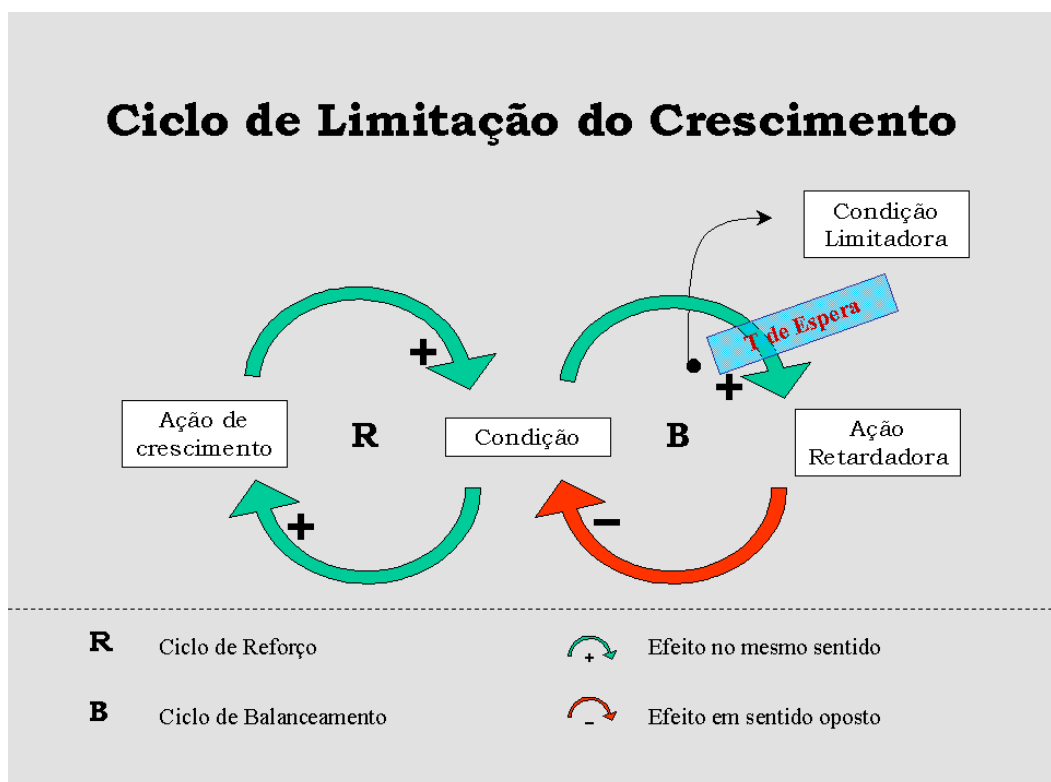 Ciclo de Limitação do Crescimento
Condição
Limitadora
T de Espera
+
+
Ação de
crescimento
R
Condição
B
Ação
Retardadora
+
–
R
Ciclo de Reforço
+
Efeito no mesmo sentido
B
Ciclo de Balanceamento
–
Efeito em sentido oposto